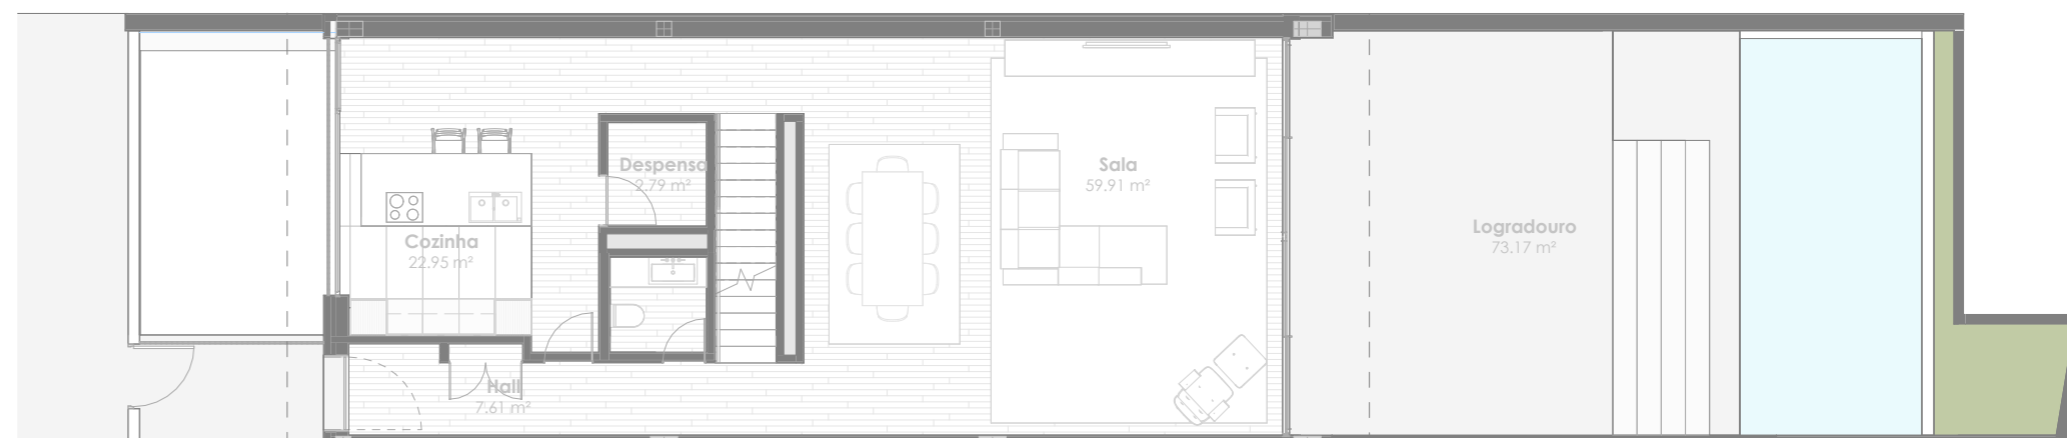 Despensa
2.79 m²
Sala
59.91 m²
Cozinha
22.95 m²
Logradouro
73.17 m²
Hall
7.61 m²